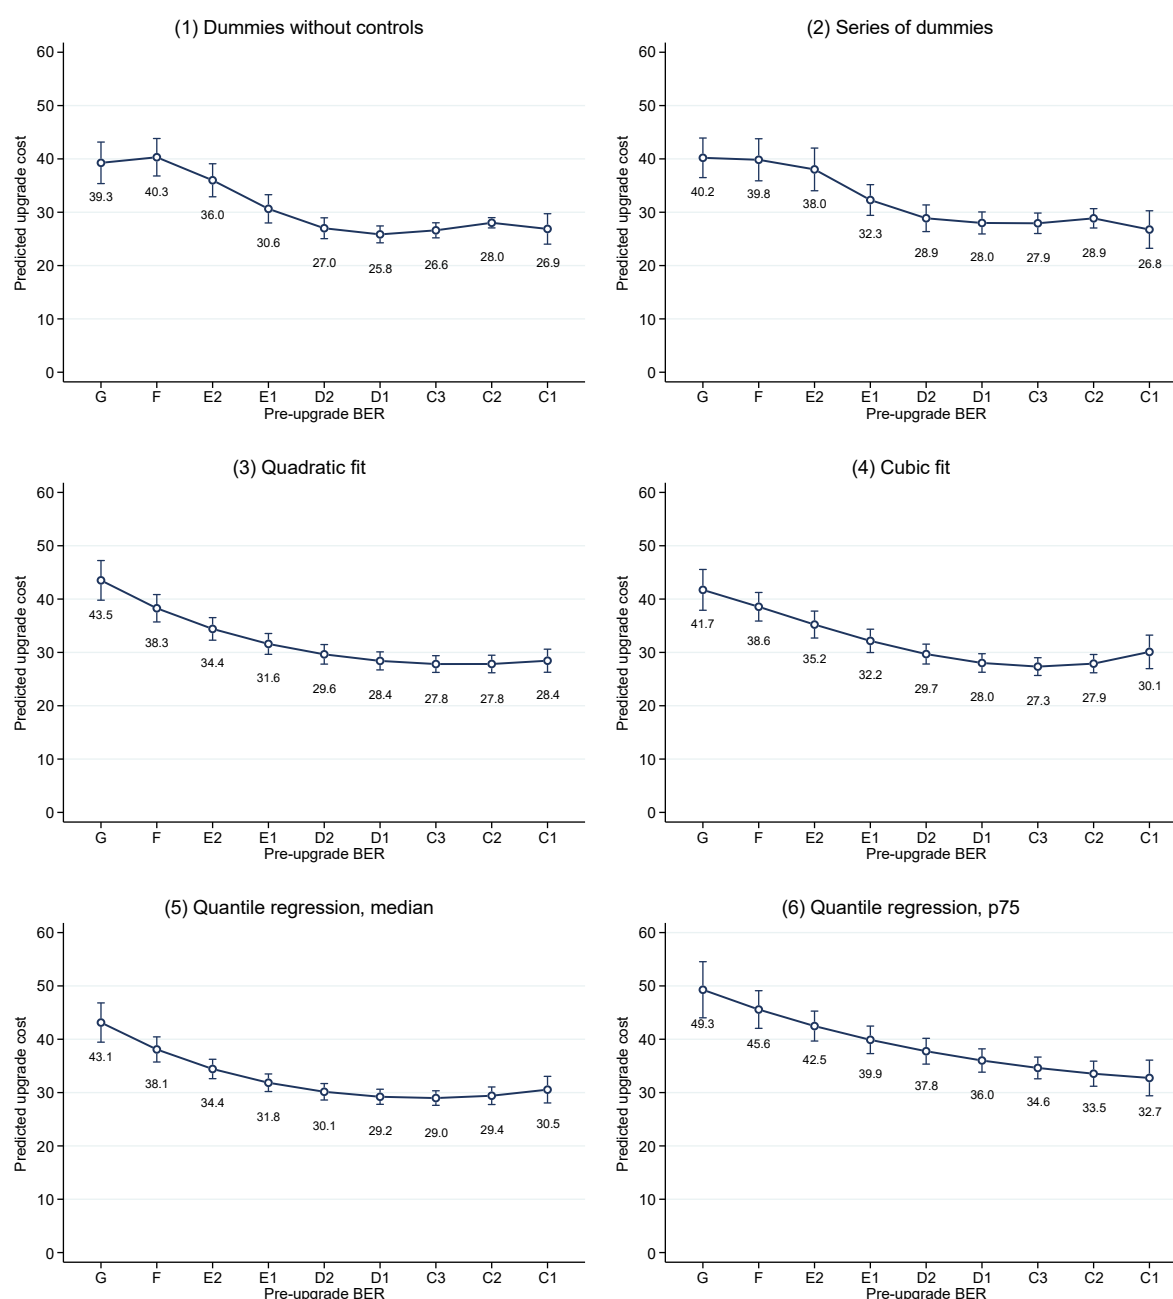 (1) Dummies without controls
60
50
40
30
20
10
0
Predicted upgrade cost
39.3 40.3 36.0 30.6 27.0 25.8 26.6 28.0 26.9
G F E2 E1 D2 D1 C3 C2 C1
Pre-upgrade BER
(2) Series of dummies
60
50
40
30
20
10
0
Predicted upgrade cost
40.2 39.8 38.0 32.3 28.9 28.0 27.9 28.9 26.8
G F E2 E1 D2 D1 C3 C2 C1
Pre-upgrade BER
(3) Quadratic fit
60
50
40
30
20
10
0
Predicted upgrade cost
43.5 38.3 34.4 31.6 29.6 28.4 27.8 27.8 28.4
G F E2 E1 D2 D1 C3 C2 C1
Pre-upgrade BER
(4) Cubic fit
60
50
40
30
20
10
0
Predicted upgrade cost
41.7 38.6 35.2 32.2 29.7 28.0 27.3 27.9 30.1
G F E2 E1 D2 D1 C3 C2 C1
Pre-upgrade BER
(5) Quantile regression, median
60
50
40
30
20
10
0
Predicted upgrade cost
43.1 38.1 34.4 31.8 30.1 29.2 29.0 29.4 30.5
G F E2 E1 D2 D1 C3 C2 C1
Pre-upgrade BER
(6) Quantile regression, p75
60
50
40
30
20
10
0
Predicted upgrade cost
49.3 45.6 42.5 39.9 37.8 36.0 34.6 33.5 32.7
G F E2 E1 D2 D1 C3 C2 C1
Pre-upgrade BER